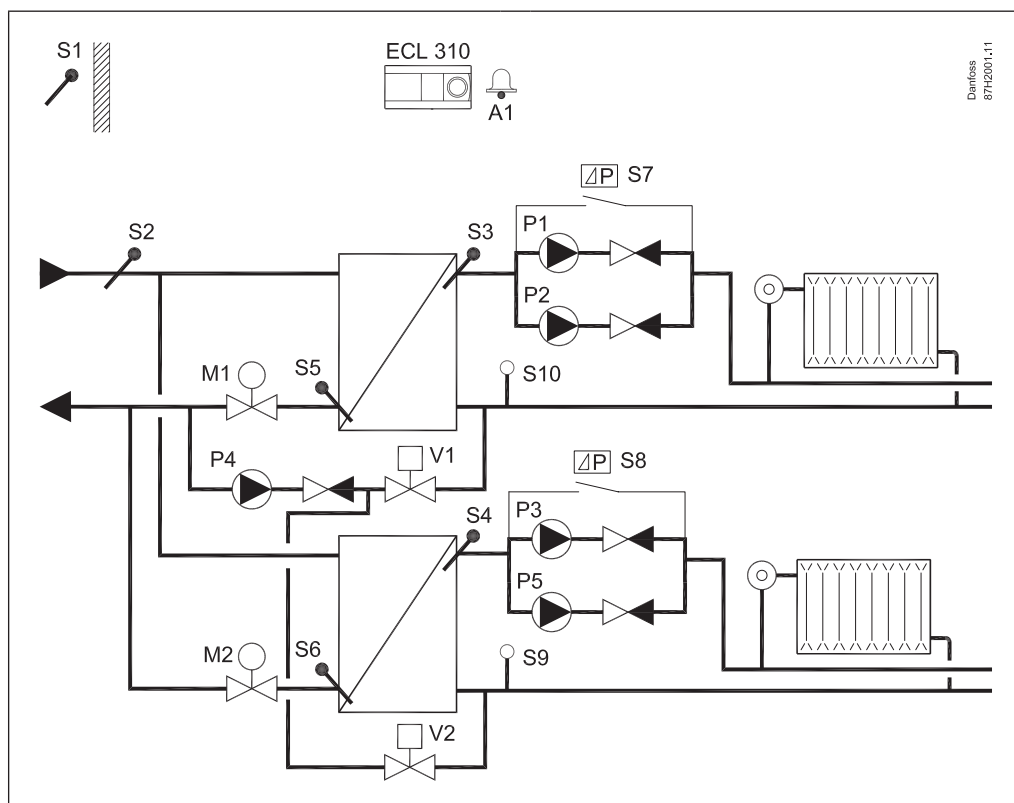 S1
ECL 310
A1
Danfoss
87H2001.11
P S7
S2
S3
P1
P2
M1
S5
S10
P4
V1
P S8
S4
P3
P5
M2
S6
S9
V2